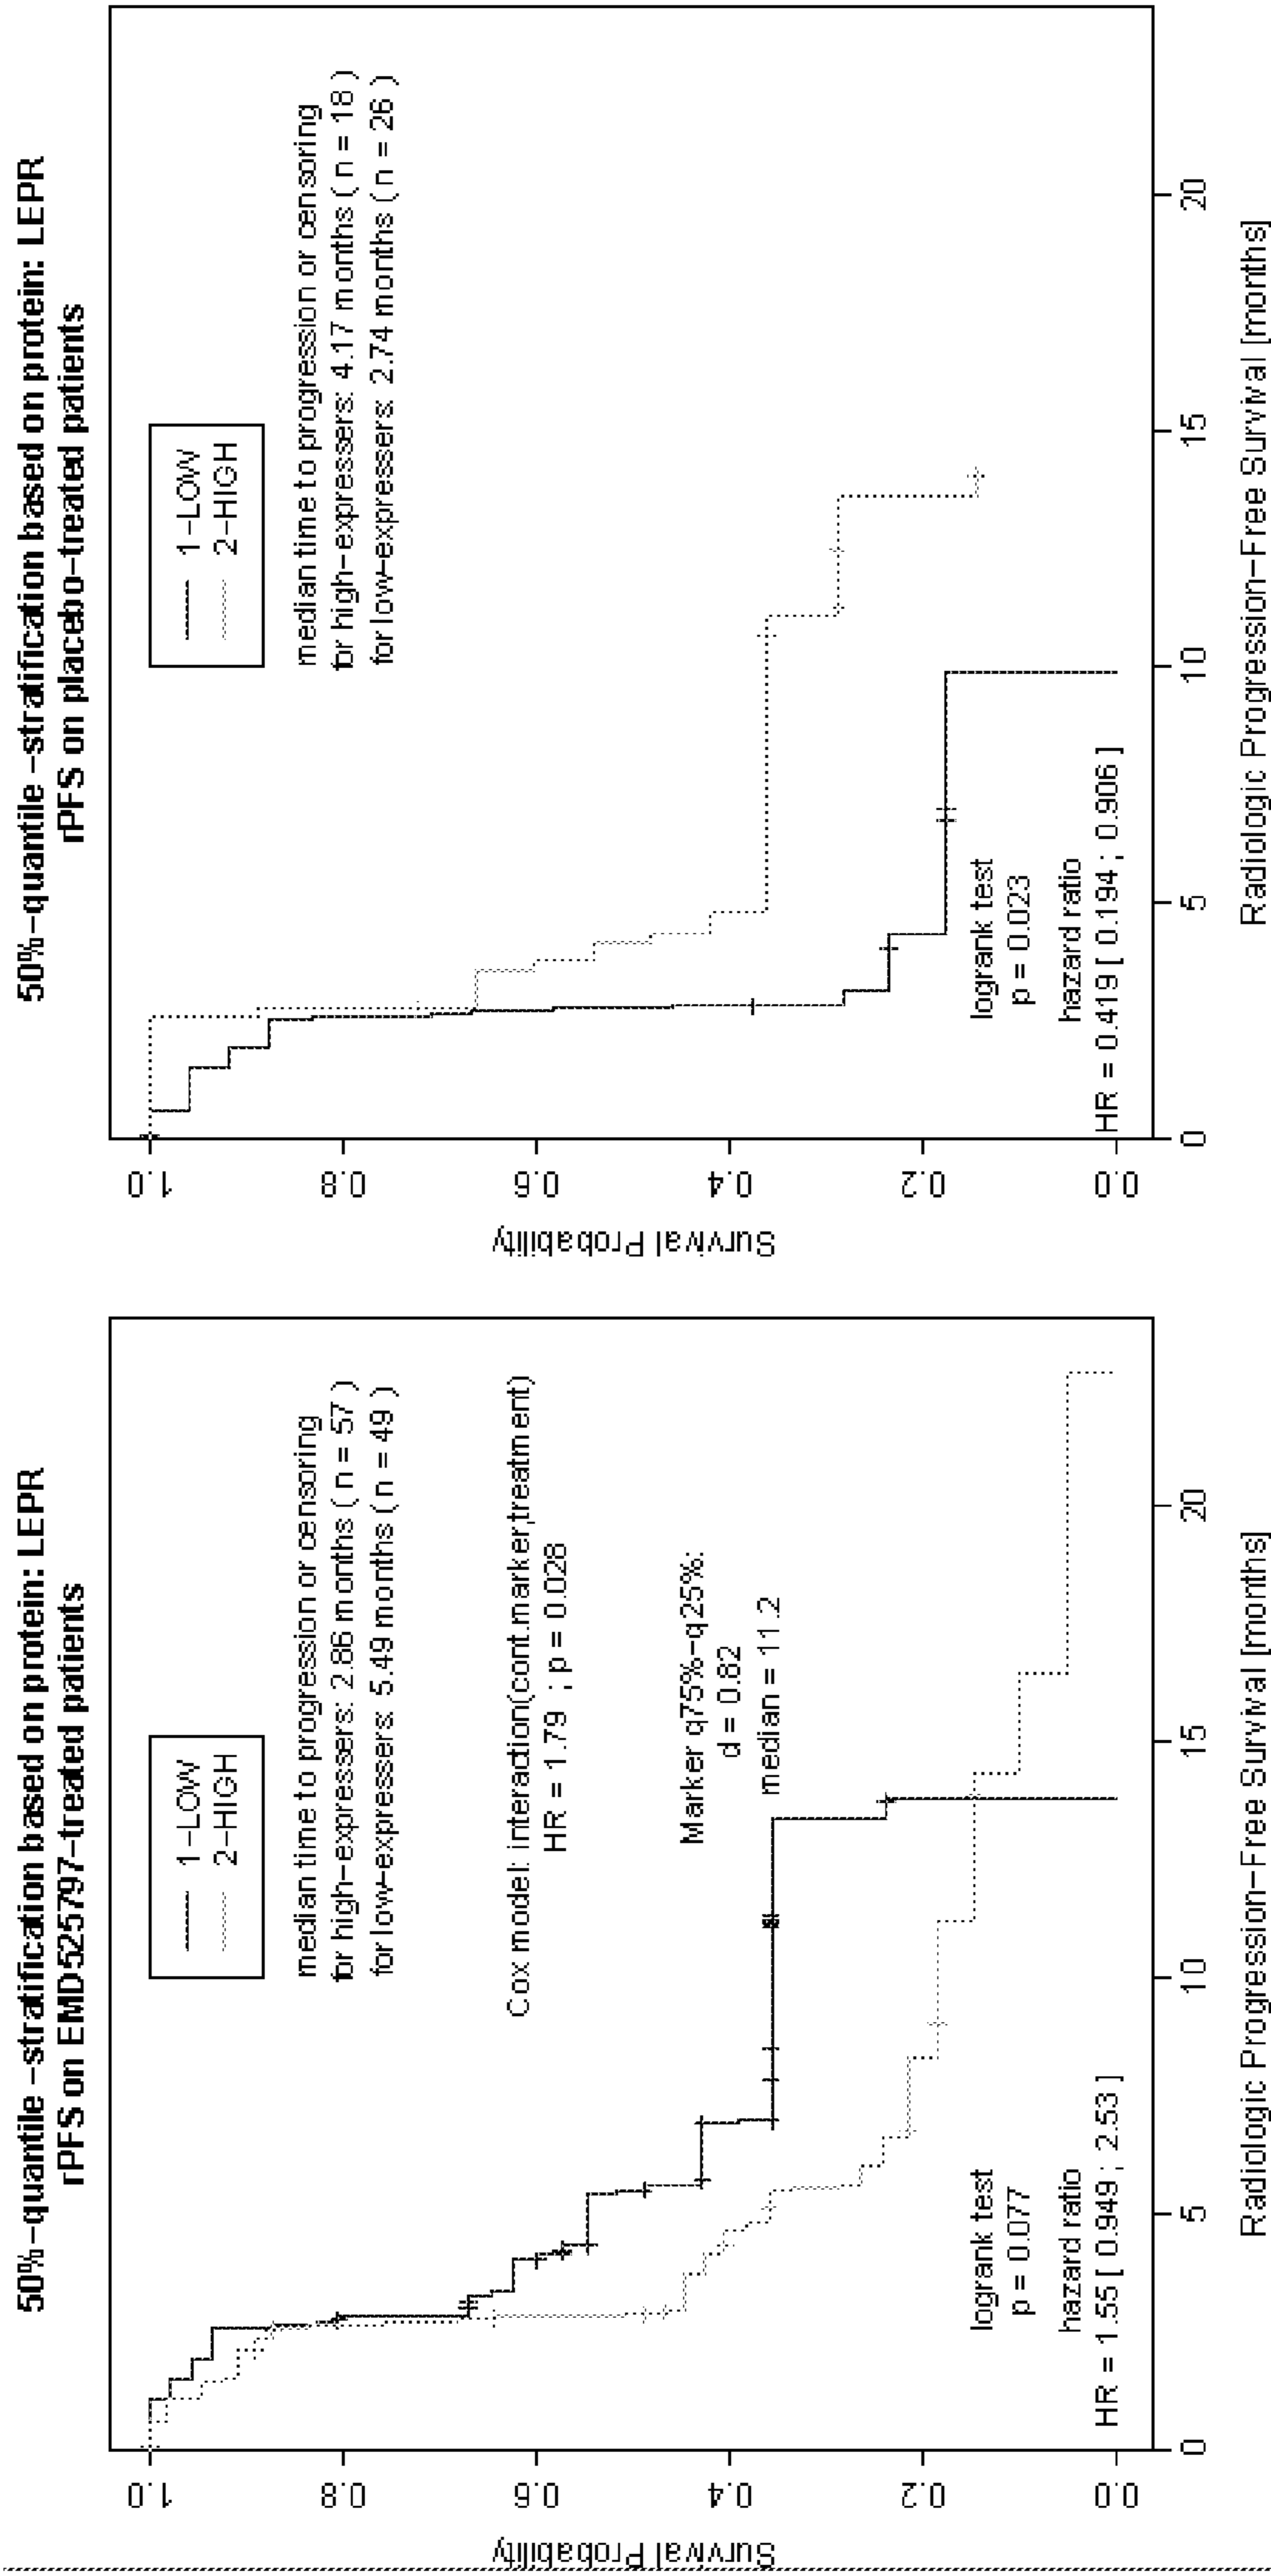 50%-quantile -stratification based on protein: LEPR
rPFS on EMD525797-treated patients
1-LOW
2-HIGH
median time to progression or censoring
for high-expressers: 2.86 months ( n = 57 )
for low-expressers: 5.49 months ( n = 49 )
Cox model: interaction(cont.marker,treatment)
HR = 1.79 ; p = 0.028
Marker q75%-q25%:
d = 0.82
median = 11.2
logrank test
p = 0.077
hazard ratio
HR = 1.55 [ 0.949 ; 2.53 ]
Survival Probability
1.0
0.8
0.6
0.4
0.2
0.0
0
5
10
15
20
Radiologic Progression-Free Survival [months]
50%-quantile -stratification based on protein: LEPR
rPFS on placebo-treated patients
1-LOW
2-HIGH
median time to progression or censoring
for high-expressers: 4.17 months ( n = 18 )
for low-expressers: 2.74 months ( n = 26 )
logrank test
p = 0.023
hazard ratio
HR = 0.419 [ 0.194 ; 0.906 ]
Survival Probability
1.0
0.8
0.6
0.4
0.2
0.0
0
5
10
15
20
Radiologic Progression-Free Survival [months]